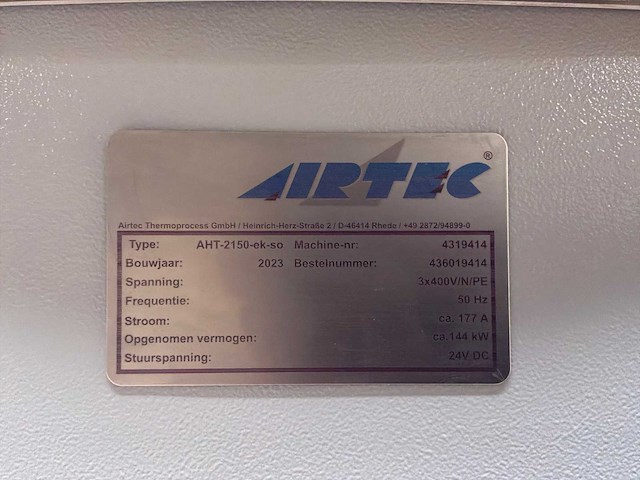 AIRTEC®
Airtec Thermoprocess GmbH / Heinrich-Herz-Straße 2 / D-46414 Rhedo / +49 2872/94899-0
Type: AHT-2150-ek-so Machine-nr: 4319414
Bouwjaar: 2023 Bestelnummer: 436019414
Spanning: 3x400V/N/PE
Frequentie: 50 Hz
Stroom: ca. 177 A
Opgenomen vermogen: ca.144 kW
Stuurspanning: 24V DC